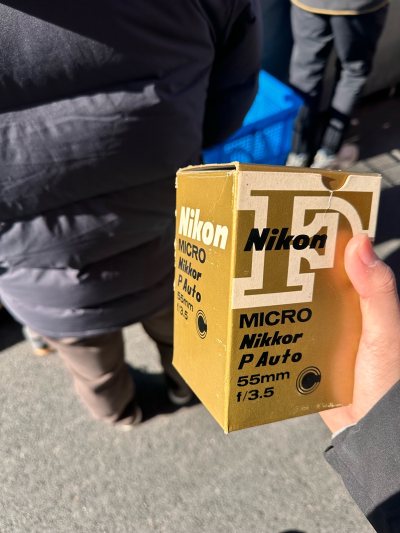 Nikon
MICRO
Nikkor
P Auto
55mm
f/3.5
C
F
Nikon
MICRO
Nikkor
P Auto
55mm
f/3.5
C